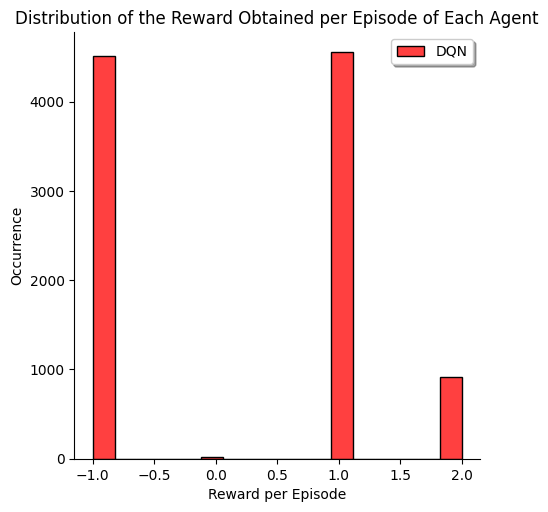 Distribution of the Reward Obtained per Episode of Each Agent
DQN
4000
3000
2000
1000
0
Occurrence
−1.0 −0.5 0.0 0.5 1.0 1.5 2.0
Reward per Episode